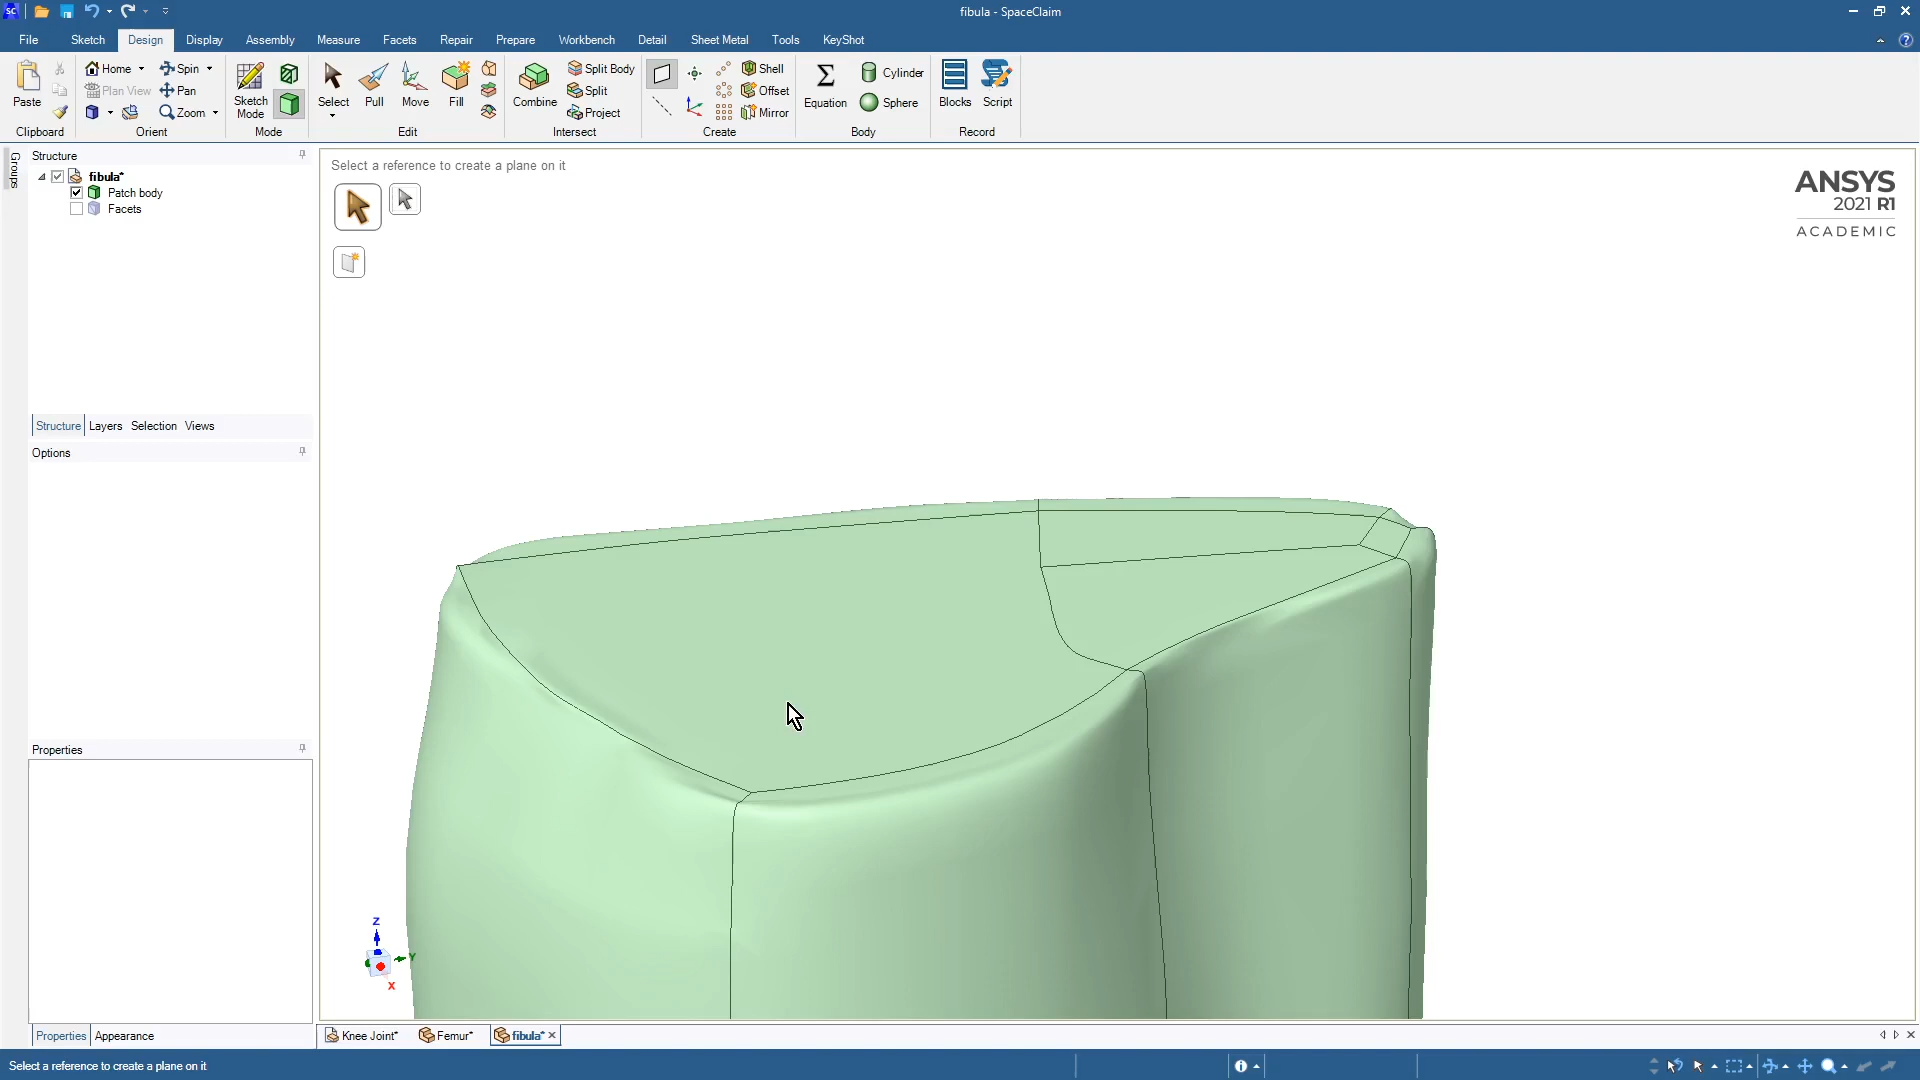 SC
fibula - SpaceClaim
File Sketch Design Display Assembly Measure Facets Repair Prepare Workbench Detail Sheet Metal Tools KeyShot
Paste
Clipboard
Home
Plan View
Spin
Pan
Zoom
Orient
Sketch
Mode
Mode
Select
Pull
Move
Fill
Edit
Combine
Split Body
Split
Project
Intersect
Shell
Offset
Mirror
Create
Equation
Cylinder
Sphere
Body
Blocks
Script
Record
Groups
Structure
fibula*
Patch body
Facets
Structure Layers Selection Views
Options
Properties
Properties Appearance
Select a reference to create a plane on it
ANSYS
2021 R1
ACADEMIC
Z
Y
X
Knee Joint* Femur* fibula*
Select a reference to create a plane on it